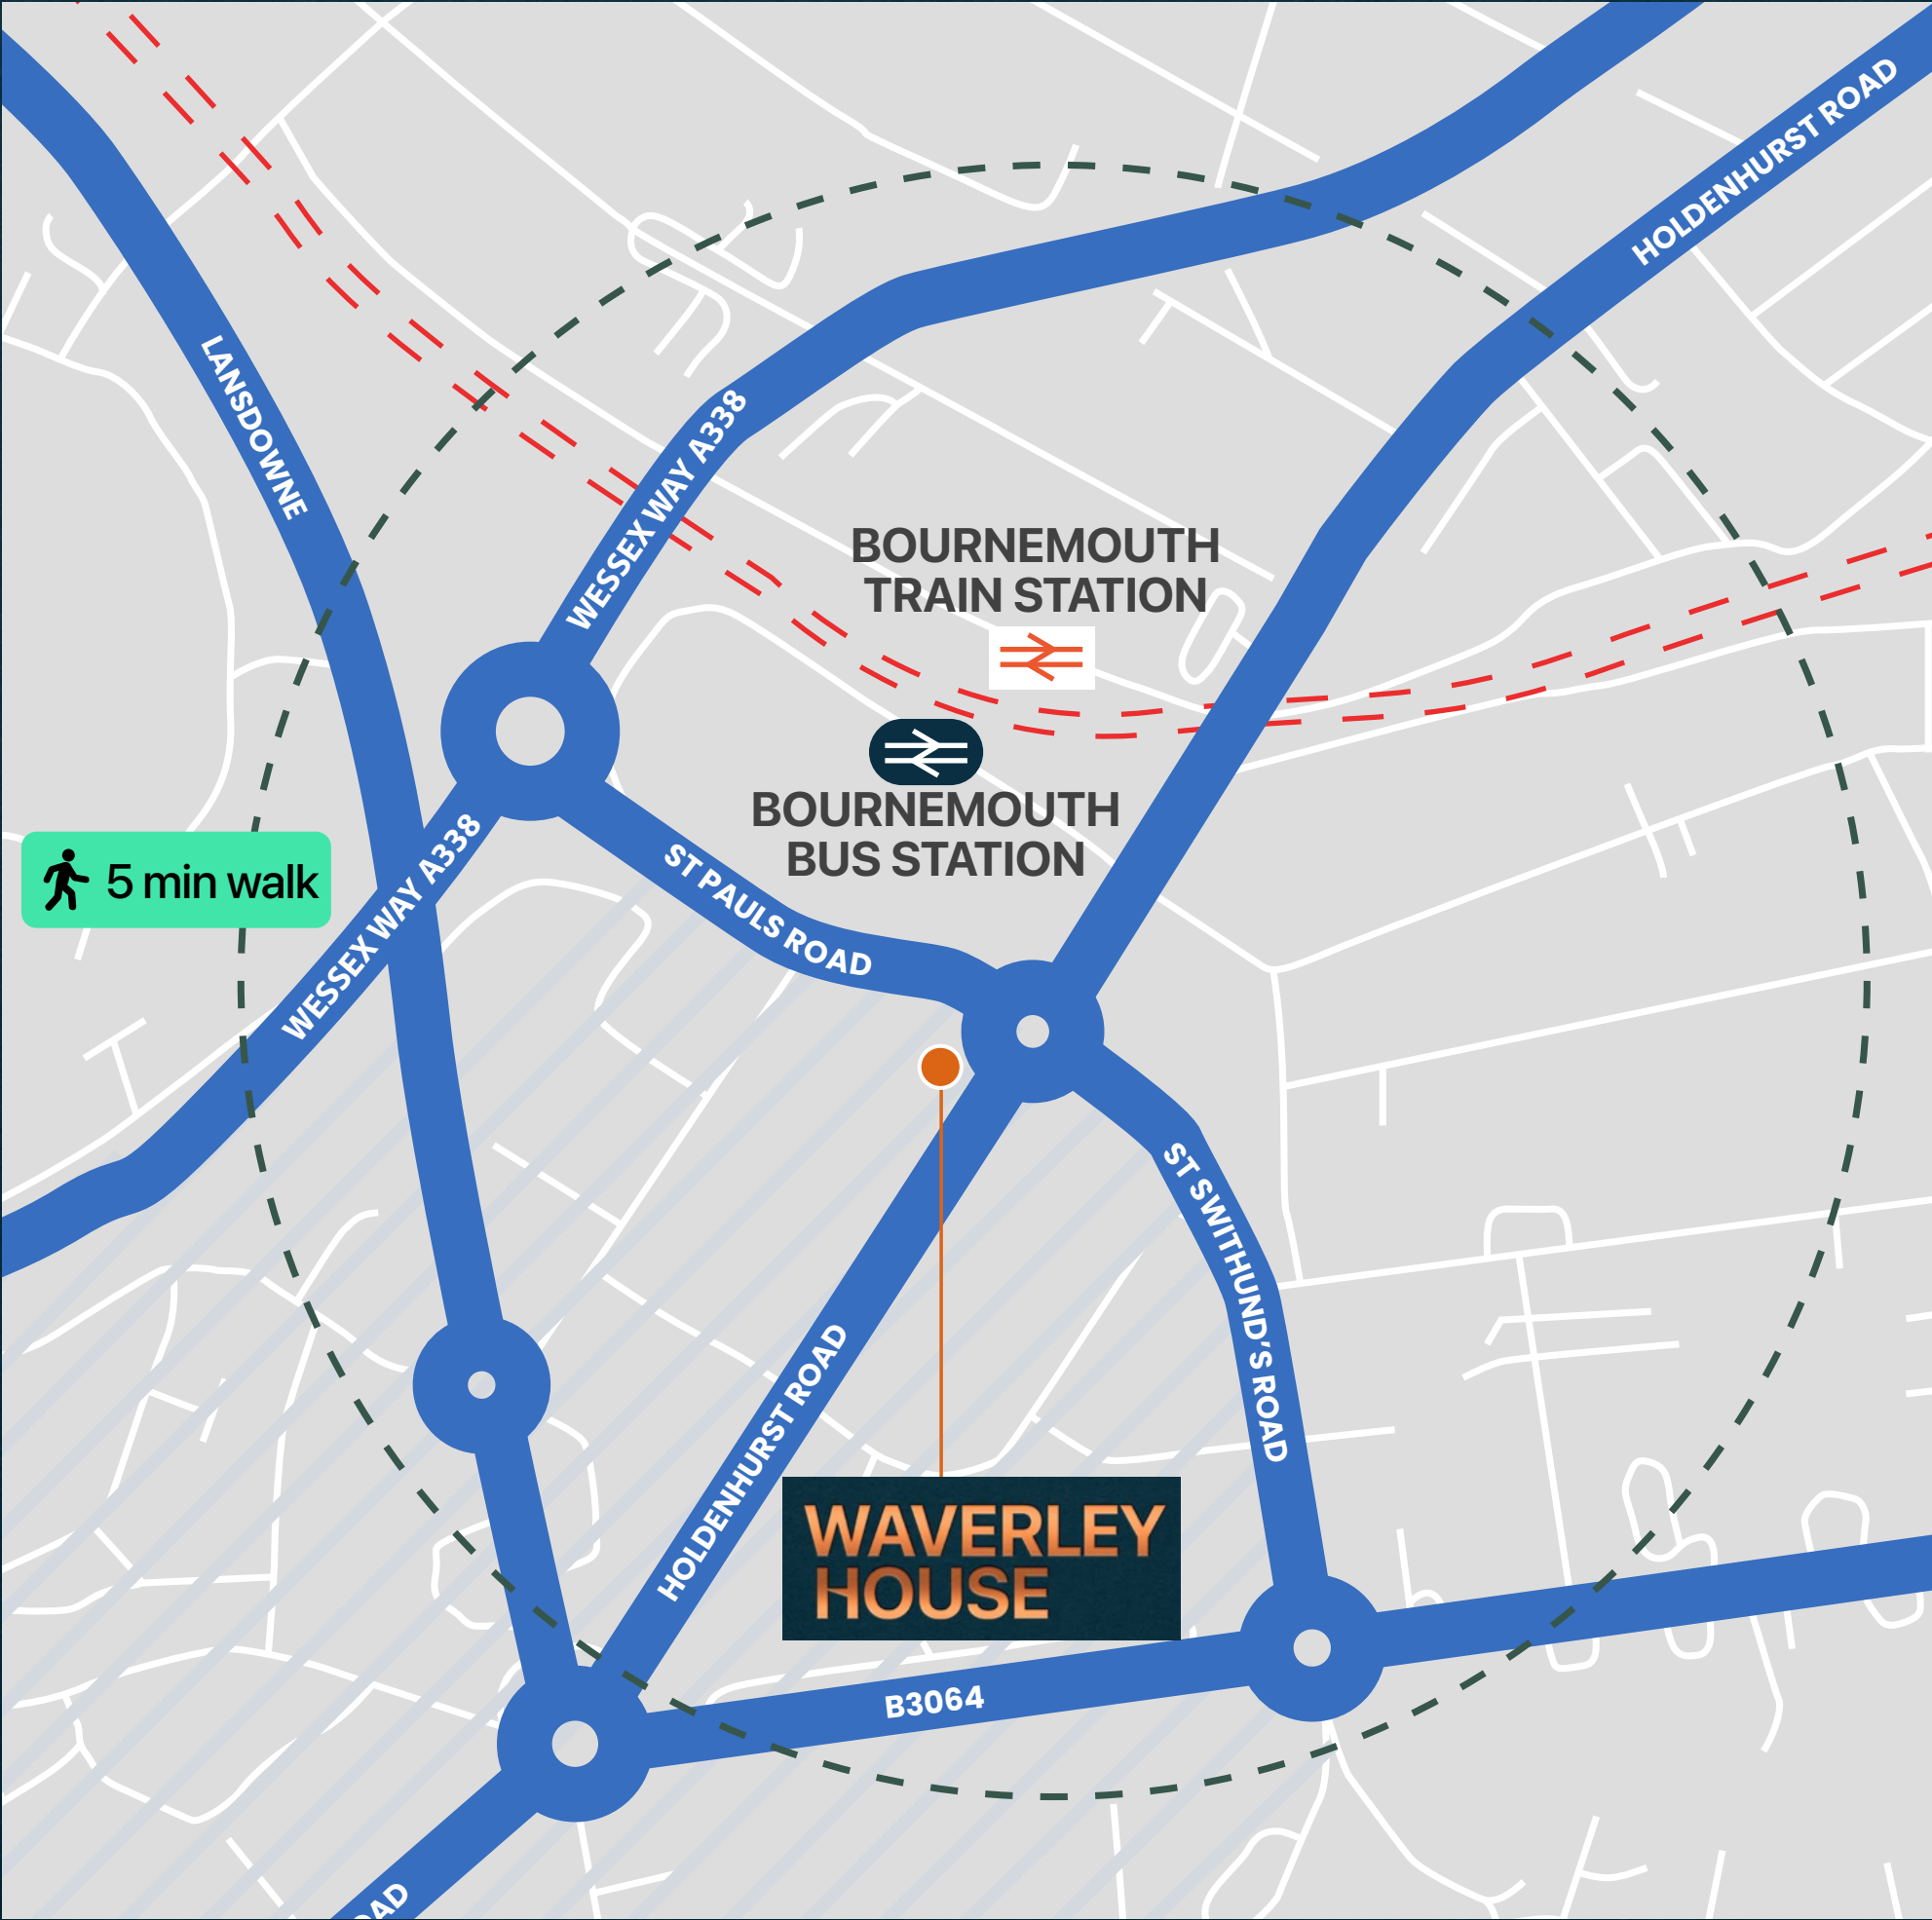 HOLDENHURST ROAD
LANSDOWNE
WESSEX WAY A338
BOURNEMOUTH
TRAIN STATION
BOURNEMOUTH
BUS STATION
5 min walk
WESSEX WAY A338
ST PAULS ROAD
ST SWITHUND'S ROAD
HOLDENHURST ROAD
WAVERLEY
HOUSE
B3064
OAD